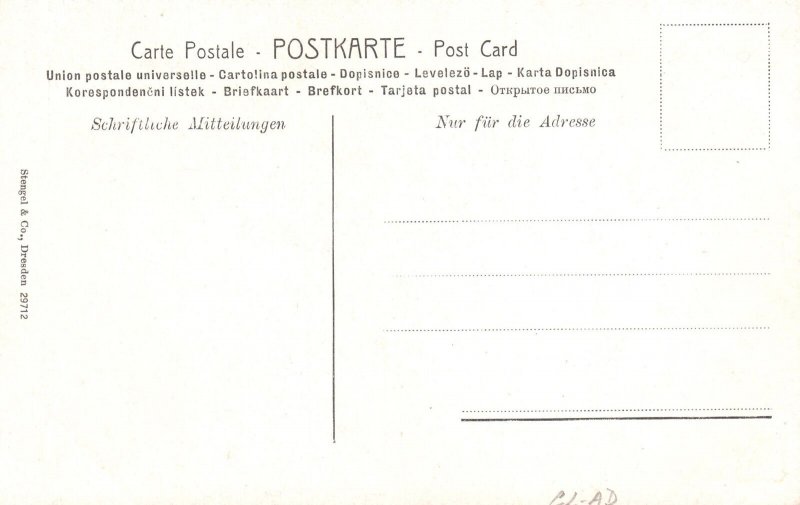 Carte Postale - POSTKARTE - Post Card
Union postale universelle - Cartolina postale - Dopisnice - Levelező - Lap - Karta Dopisnica
Korespondenčni listek - Briefkaart - Brefkort - Tarjeta postal - Открытое письмо
Schriftliche Mitteilungen
Nur für die Adresse
Stengel & Co., Dresden 29712